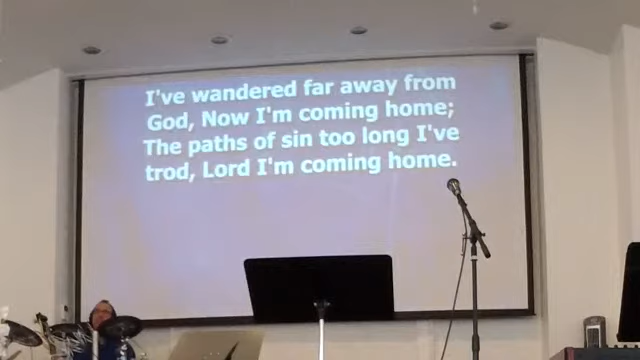 I've wandered far away from
God, Now I'm coming home;
The paths of sin too long I've
trod, Lord I'm coming home.